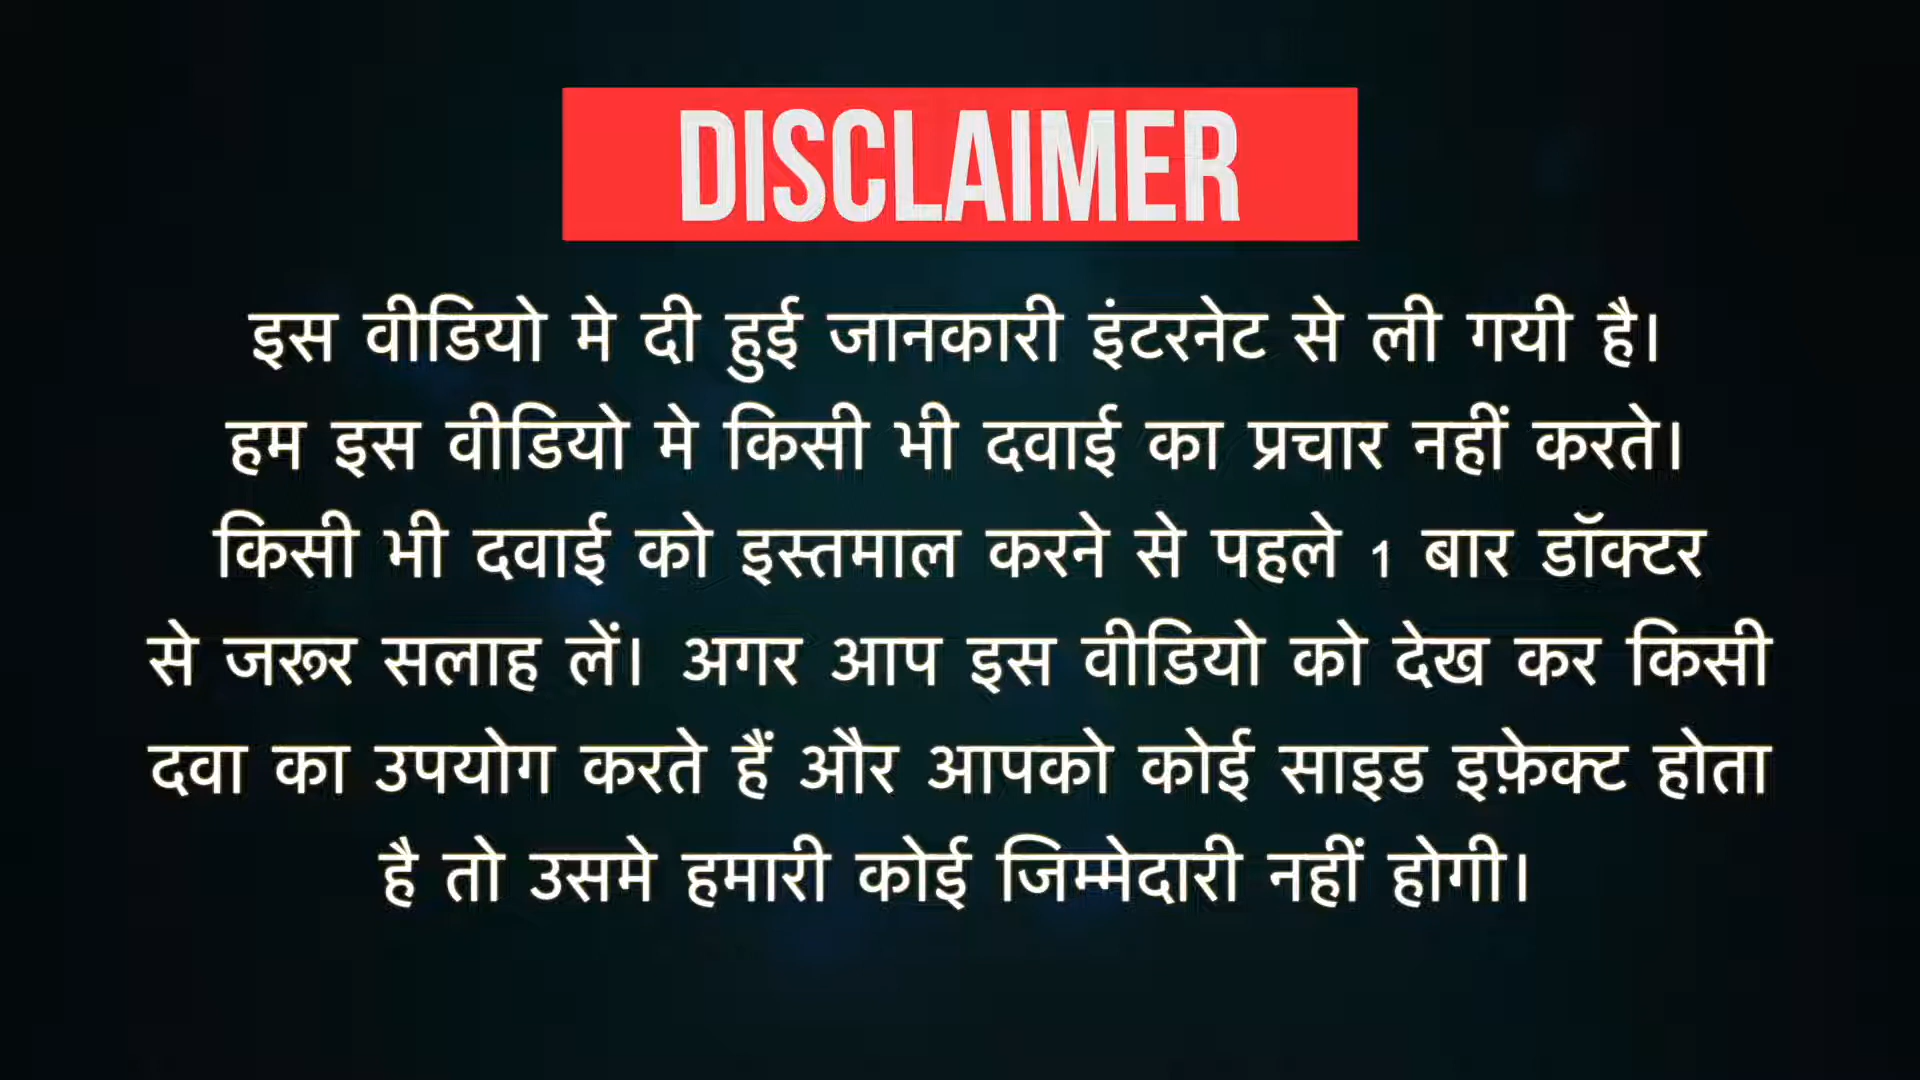 DISCLAIMER
इस वीडियो मे दी हुई जानकारी इंटरनेट से ली गयी है।
हम इस वीडियो मे किसी भी दवाई का प्रचार नहीं करते।
किसी भी दवाई को इस्तमाल करने से पहले 1 बार डॉक्टर
से जरूर सलाह लें। अगर आप इस वीडियो को देख कर किसी
दवा का उपयोग करते हैं और आपको कोई साइड इफ़ेक्ट होता
है तो उसमे हमारी कोई जिम्मेदारी नहीं होगी।